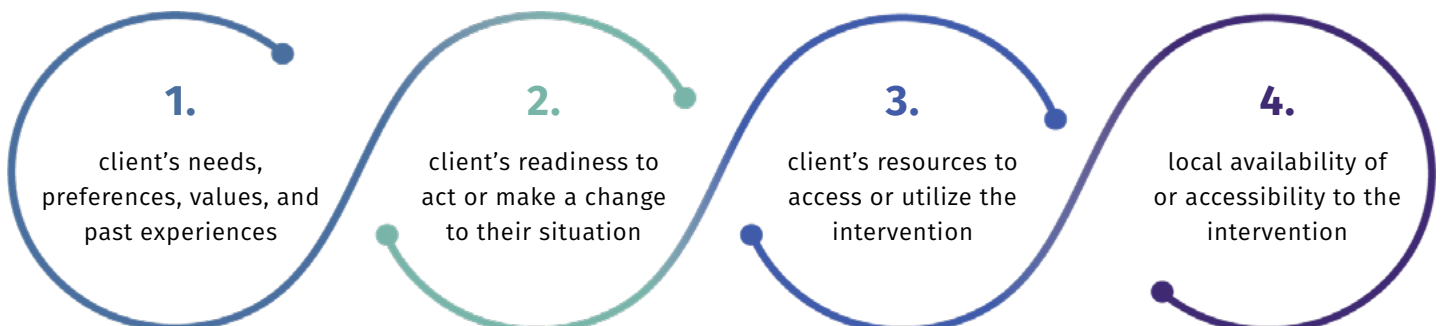 1.
client’s needs,
preferences, values, and
past experiences
2.
client’s readiness to
act or make a change
to their situation
3.
client’s resources to
access or utilize the
intervention
4.
local availability of
or accessibility to the
intervention